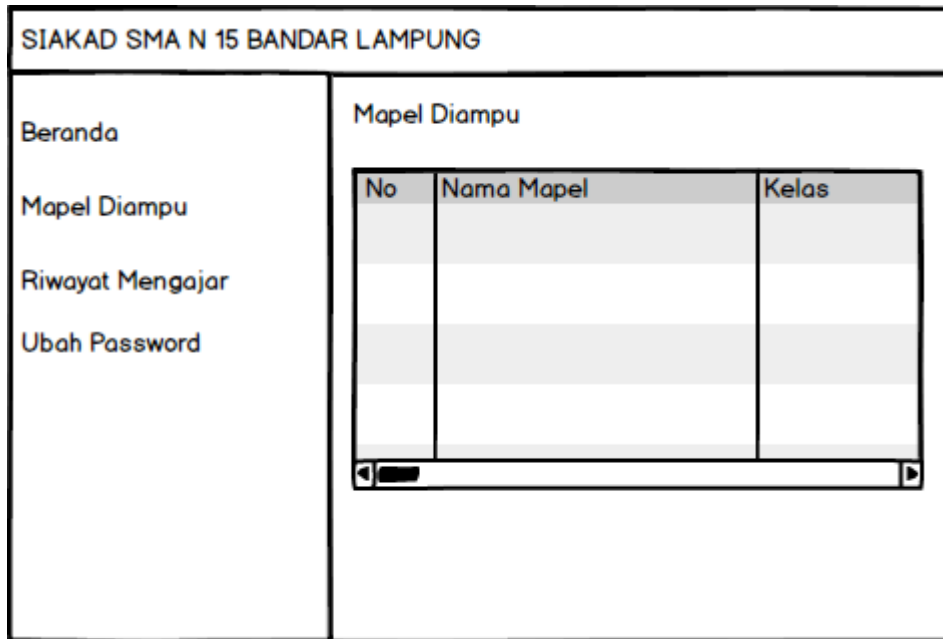 SIAKAD SMA N 15 BANDAR LAMPUNG
Beranda
Mapel Diampu
Riwayat Mengajar
Ubah Password
Mapel Diampu
No Nama Mapel Kelas